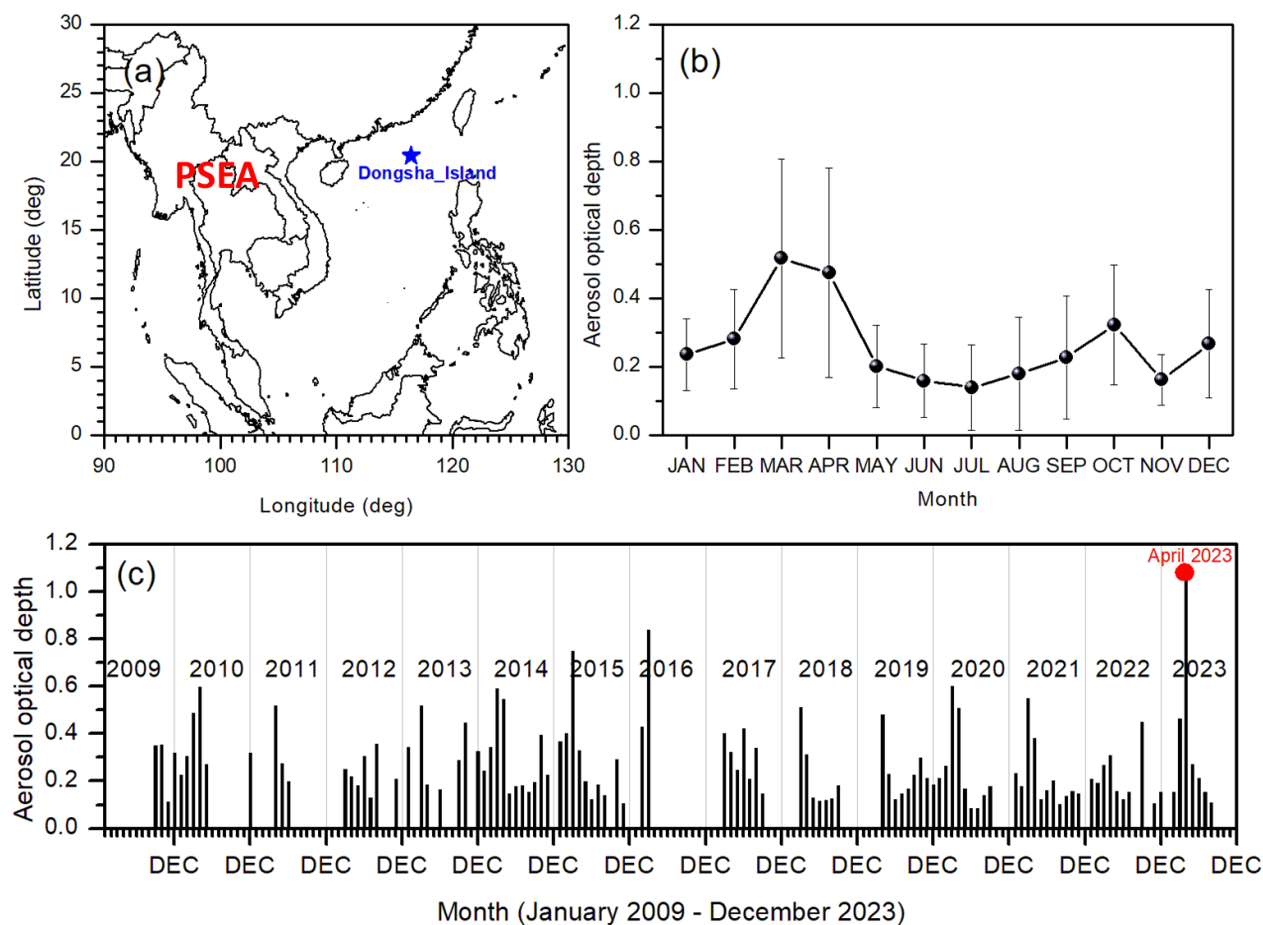 30
25
20
15
10
5
0
Latitude (deg)
(a)
PSEA
Dongsha_Island
90 100 110 120 130
Longitude (deg)
1.2
1.0
0.8
0.6
0.4
0.2
0.0
Aerosol optical depth
(b)
JAN FEB MAR APR MAY JUN JUL AUG SEP OCT NOV DEC
Month
1.2
1.0
0.8
0.6
0.4
0.2
0.0
Aerosol optical depth
(c)
April 2023
2009 2010 2011 2012 2013 2014 2015 2016 2017 2018 2019 2020 2021 2022 2023
DEC DEC DEC DEC DEC DEC DEC DEC DEC DEC DEC DEC DEC DEC DEC
Month (January 2009 - December 2023)